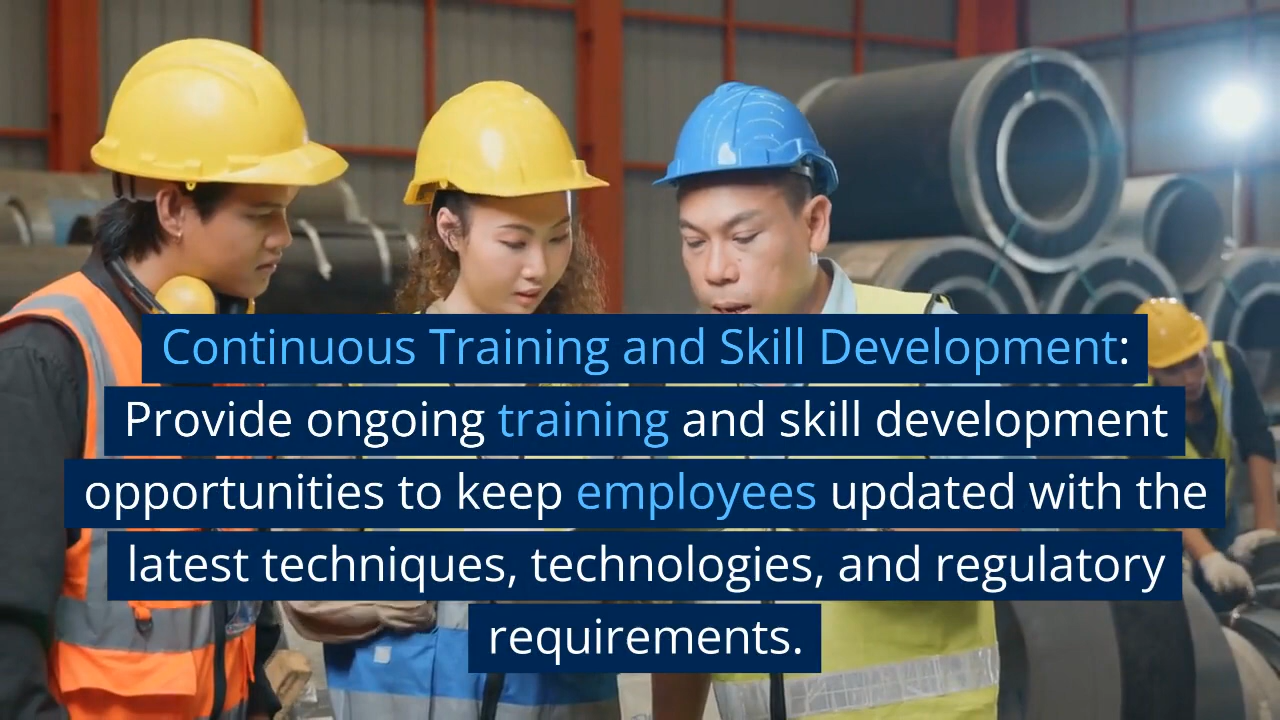 Continuous Training and Skill Development:
Provide ongoing training and skill development
opportunities to keep employees updated with the
latest techniques, technologies, and regulatory
requirements.